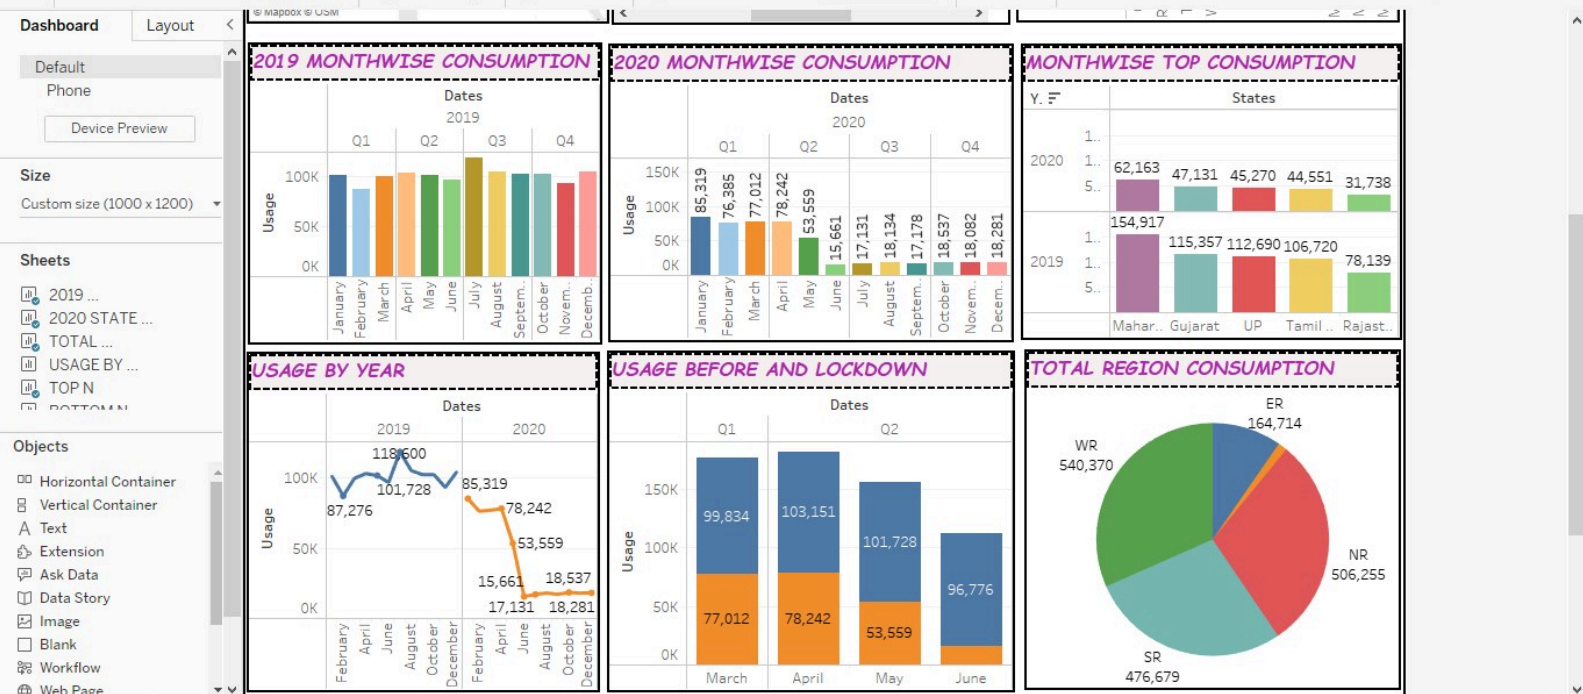 © Mapbox © OSM
Dashboard Layout
Default
Phone
Device Preview
Size
Custom size (1000 x 1200)
Sheets
2019 ...
2020 STATE ...
TOTAL ...
USAGE BY ...
TOP N
BOTTOM N
Objects
Horizontal Container
Vertical Container
Text
Extension
Ask Data
Data Story
Image
Blank
Workflow
Web Page
2019 MONTHWISE CONSUMPTION
Dates
2019
Q1 Q2 Q3 Q4
Usage
100K
50K
0K
January
February
March
April
May
June
July
August
Septem..
October
Novem..
Decemb..
2020 MONTHWISE CONSUMPTION
Dates
2020
Q1 Q2 Q3 Q4
Usage
150K
100K
50K
0K
85,319
76,385
77,012
78,242
53,559
15,661
17,131
18,134
17,178
18,537
18,082
18,281
January
February
March
April
May
June
July
August
Septem..
October
Novem..
Decem..
MONTHWISE TOP CONSUMPTION
Y. States
2020
1..
1..
5..
62,163 47,131 45,270 44,551 31,738
2019
1..
1..
5..
154,917 115,357 112,690 106,720 78,139
Mahar.. Gujarat UP Tamil .. Rajast..
USAGE BY YEAR
Dates
2019 2020
Usage
100K
50K
0K
118,600
101,728
87,276
85,319
78,242
53,559
15,661
18,537
17,131
18,281
February
April
June
August
October
December
February
April
June
August
October
December
USAGE BEFORE AND LOCKDOWN
Dates
Q1 Q2
Usage
150K
100K
50K
0K
99,834 103,151 101,728 96,776
77,012 78,242 53,559
March April May June
TOTAL REGION CONSUMPTION
ER
164,714
WR
540,370
NR
506,255
SR
476,679